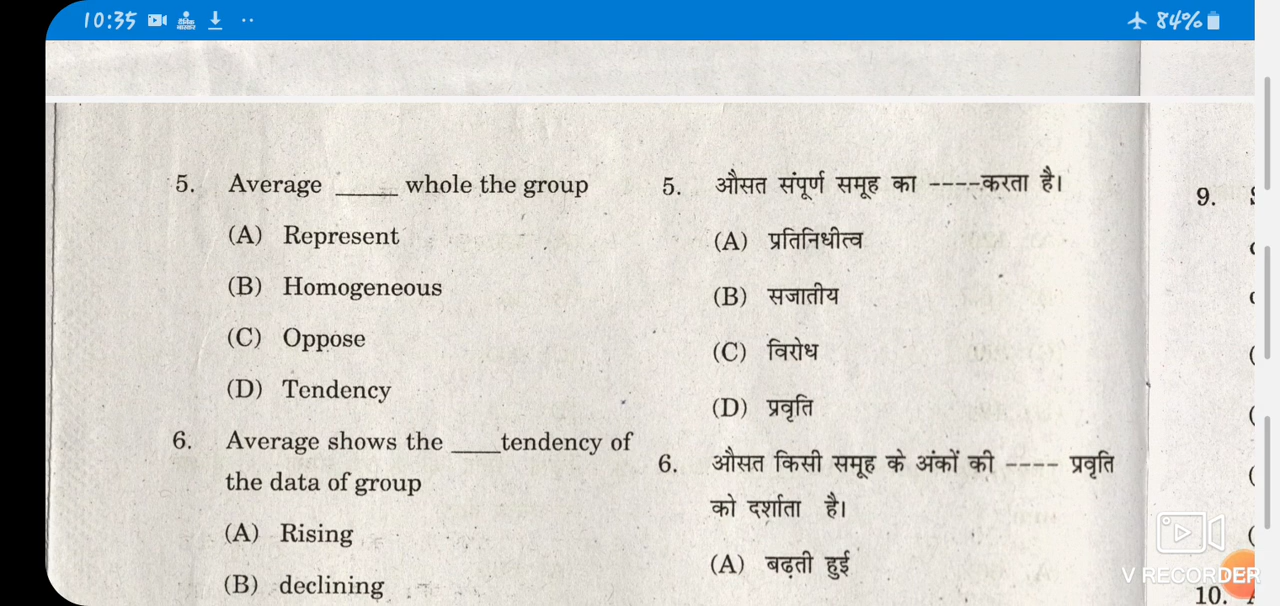 10:35
84%
5. Average _____ whole the group
(A) Represent
(B) Homogeneous
(C) Oppose
(D) Tendency
6. Average shows the ____tendency of
the data of group
(A) Rising
(B) declining
5. औसत संपूर्ण समूह का ----करता है।
(A) प्रतिनिधीत्व
(B) सजातीय
(C) विरोध
(D) प्रवृति
6. औसत किसी समूह के अंकों की ---- प्रवृति
को दर्शाता है।
(A) बढ़ती हुई
9.
10.
V RECORDER